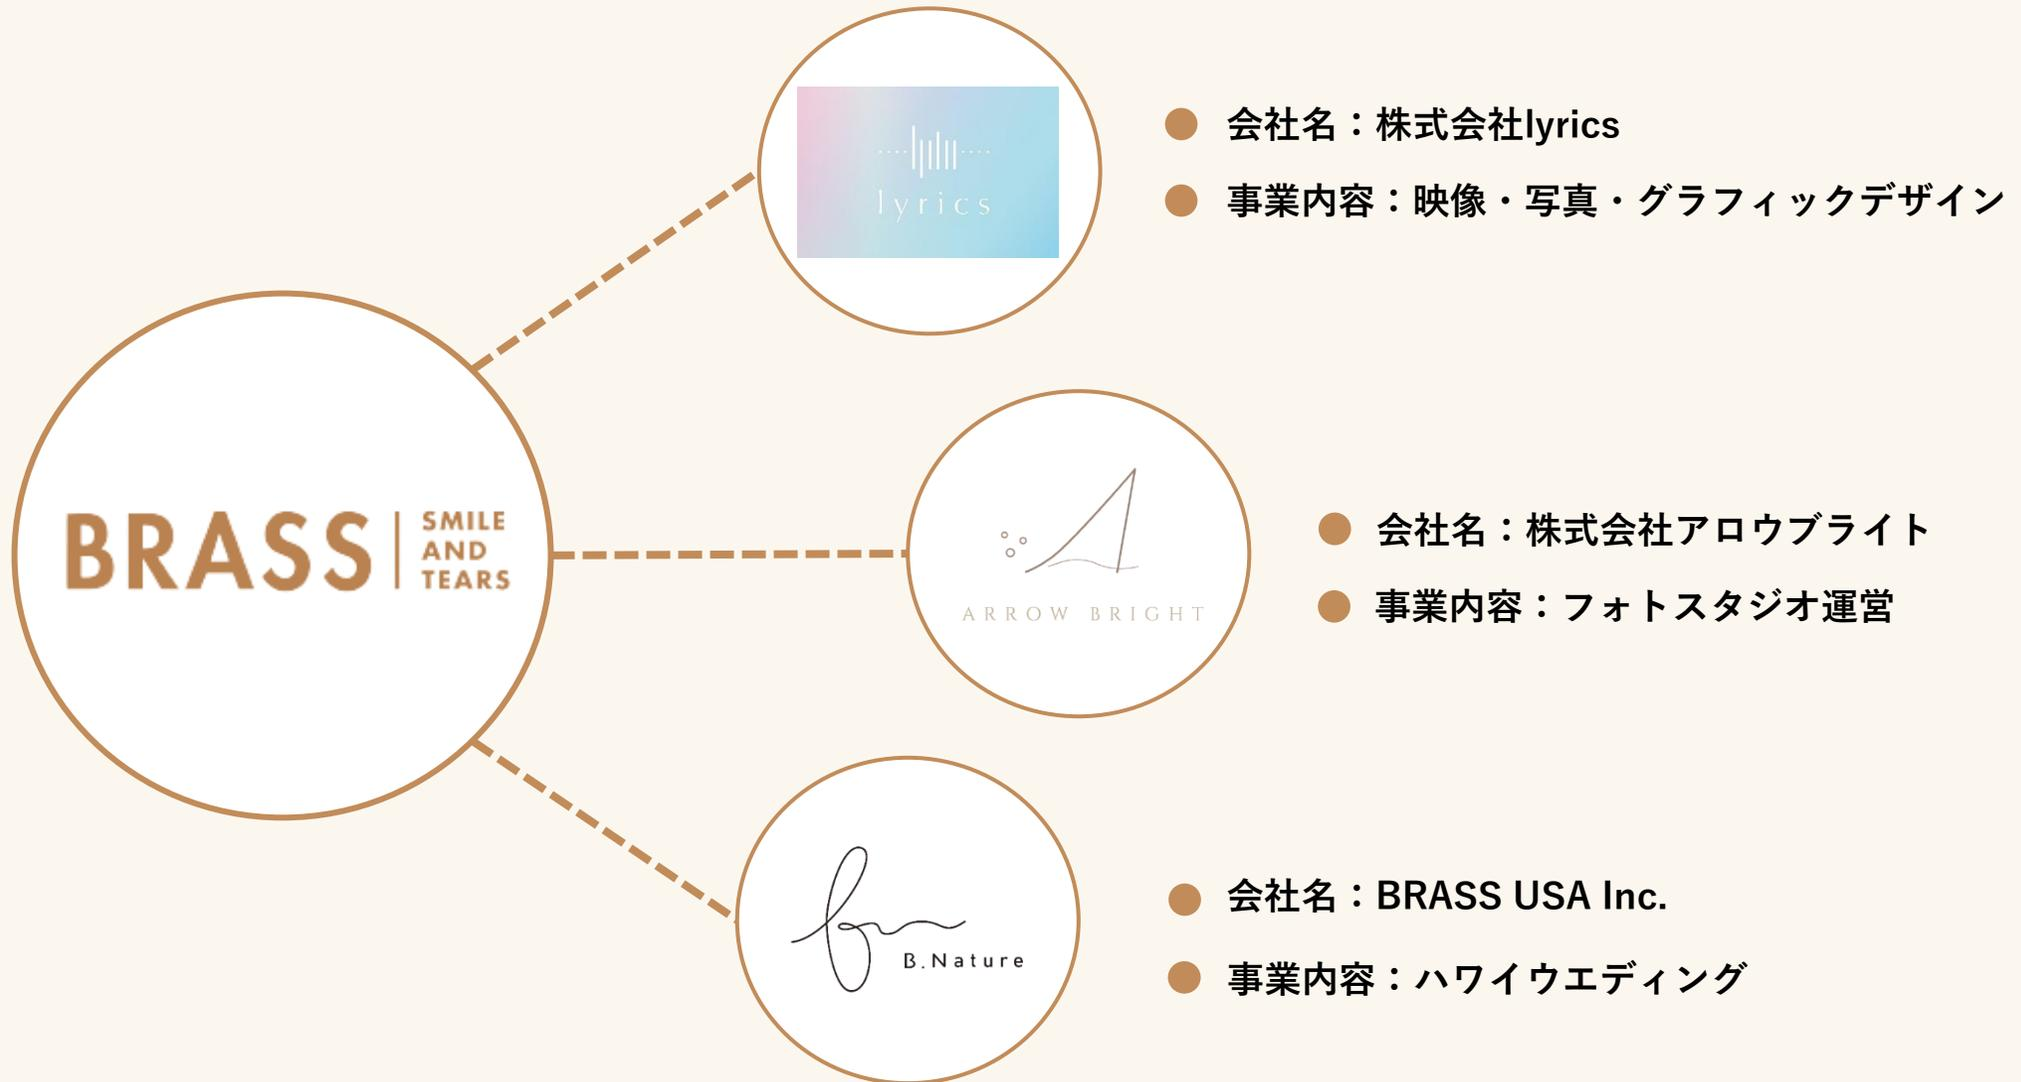 lyrics
会社名：株式会社lyrics
事業内容：映像・写真・グラフィックデザイン
BRASS
SMILE
AND
TEARS
ARROW BRIGHT
会社名：株式会社アロウブライト
事業内容：フォトスタジオ運営
B.Nature
会社名：BRASS USA Inc.
事業内容：ハワイウエディング